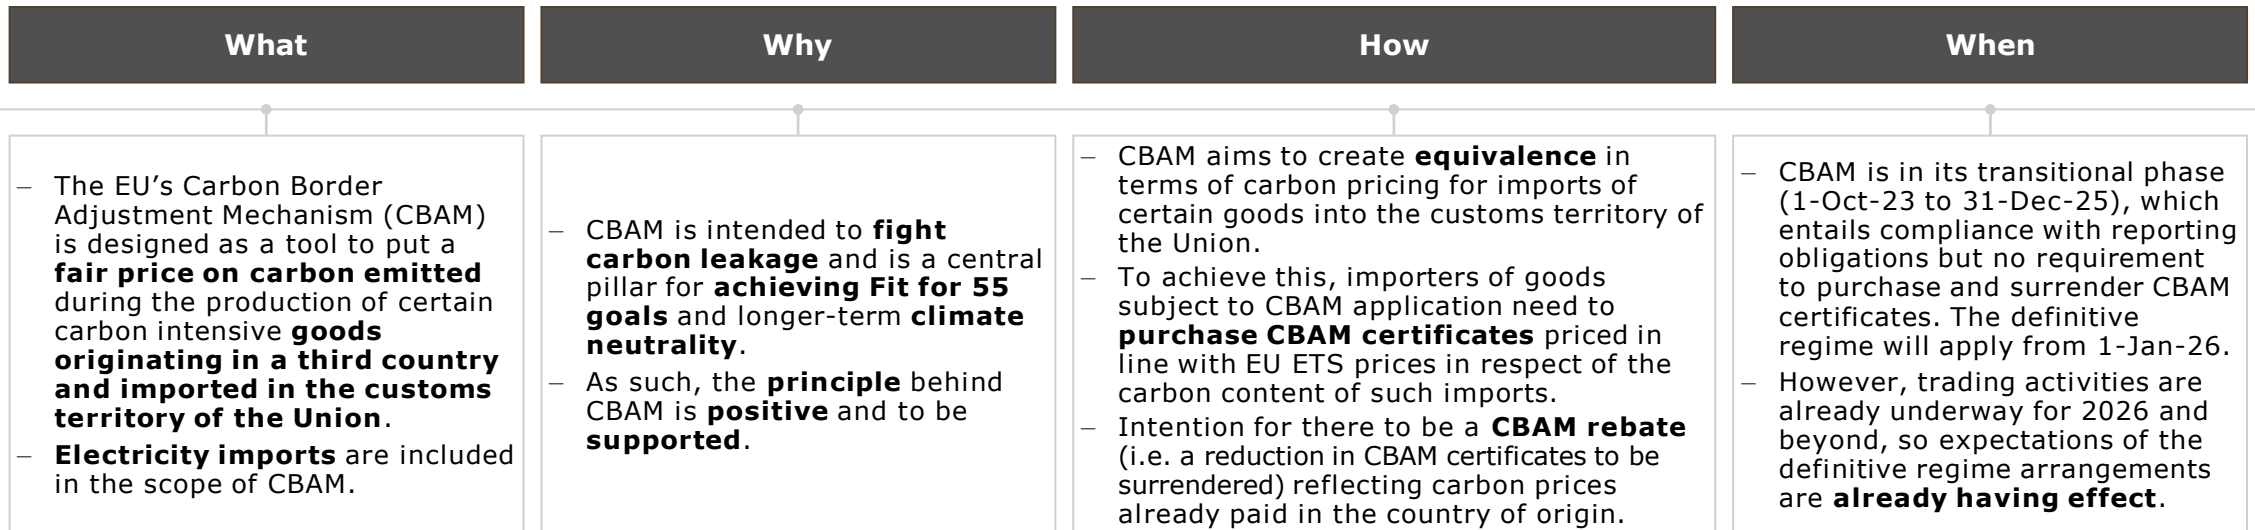 What
Why
How
When
– The EU’s Carbon Border
Adjustment Mechanism (CBAM)
is designed as a tool to put a
fair price on carbon emitted
during the production of certain
carbon intensive goods
originating in a third country
and imported in the customs
territory of the Union.
– Electricity imports are included
in the scope of CBAM.
– CBAM is intended to fight
carbon leakage and is a central
pillar for achieving Fit for 55
goals and longer-term climate
neutrality.
– As such, the principle behind
CBAM is positive and to be
supported.
– CBAM aims to create equivalence in
terms of carbon pricing for imports of
certain goods into the customs territory of
the Union.
– To achieve this, importers of goods
subject to CBAM application need to
purchase CBAM certificates priced in
line with EU ETS prices in respect of the
carbon content of such imports.
– Intention for there to be a CBAM rebate
(i.e. a reduction in CBAM certificates to be
surrendered) reflecting carbon prices
already paid in the country of origin.
– CBAM is in its transitional phase
(1-Oct-23 to 31-Dec-25), which
entails compliance with reporting
obligations but no requirement
to purchase and surrender CBAM
certificates. The definitive
regime will apply from 1-Jan-26.
– However, trading activities are
already underway for 2026 and
beyond, so expectations of the
definitive regime arrangements
are already having effect.